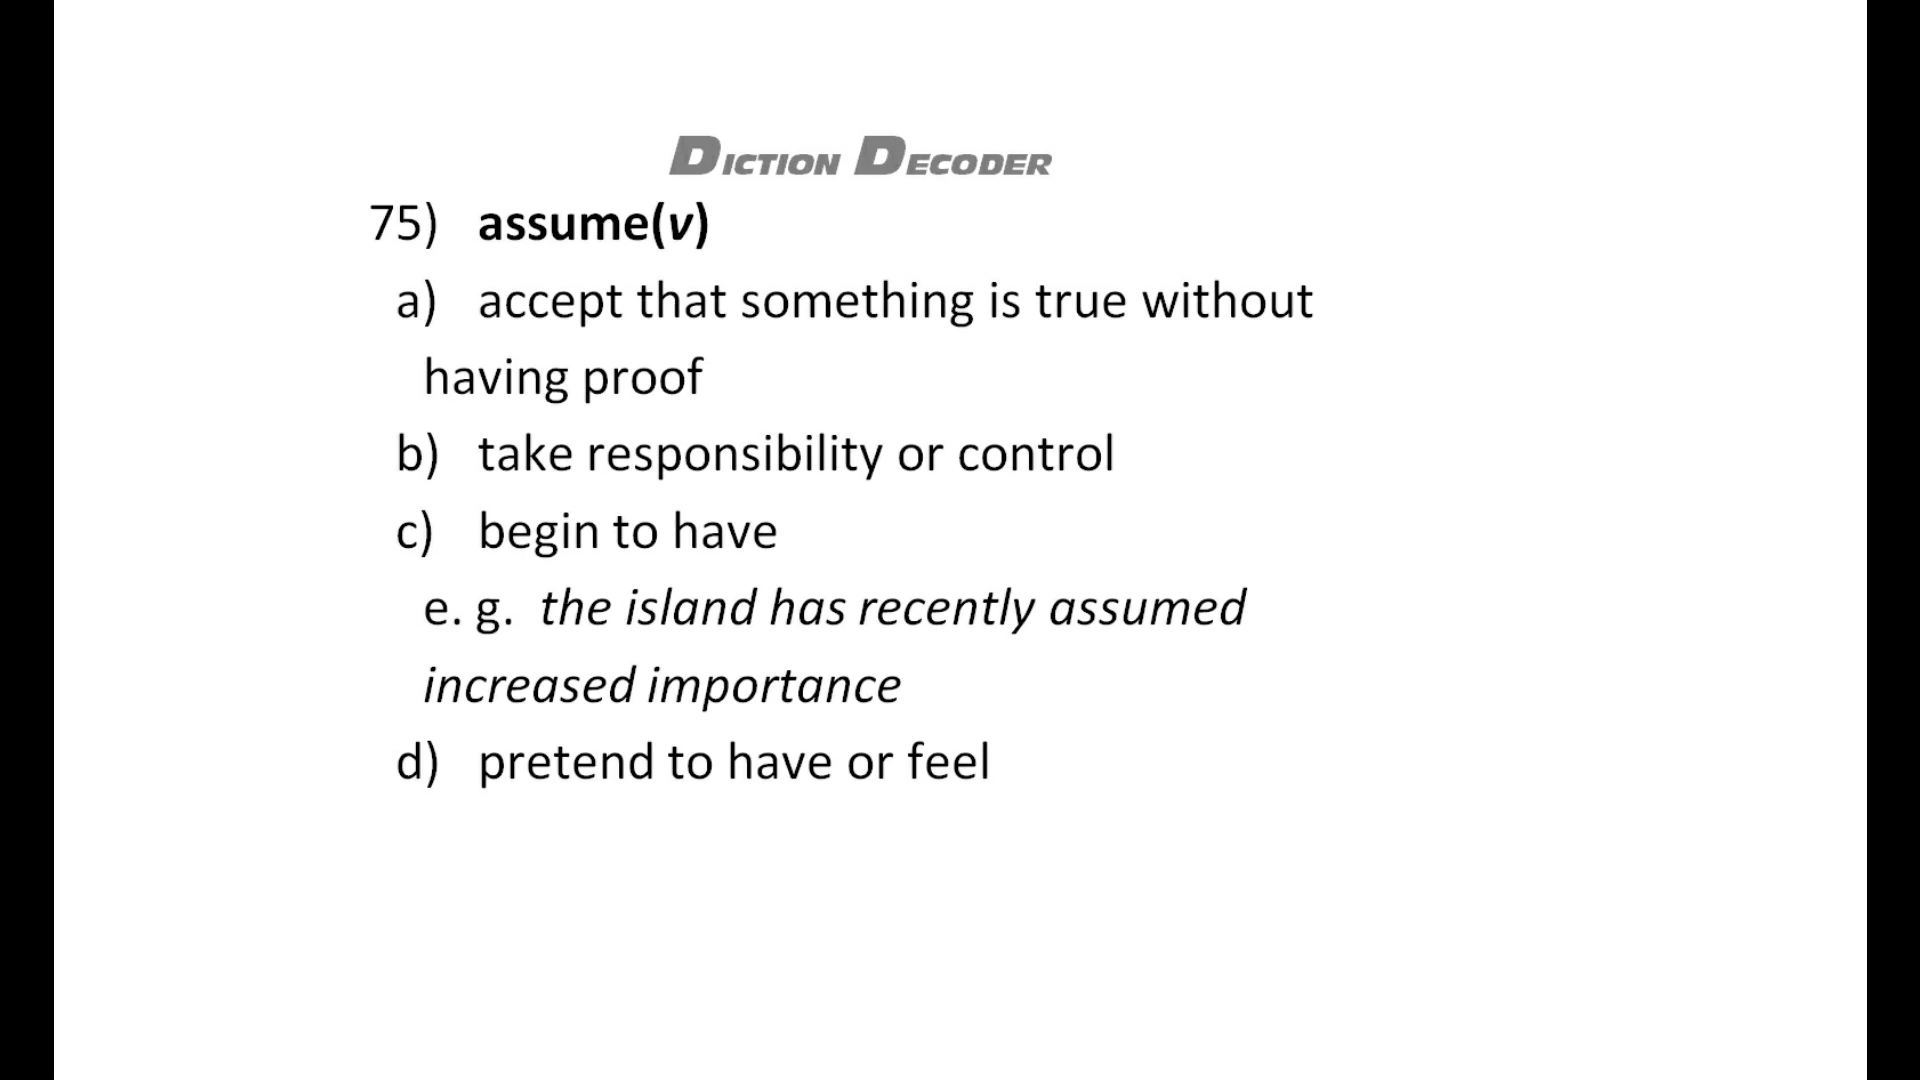 DICTION DECODER
75) assume(v)
a) accept that something is true without
having proof
b) take responsibility or control
c) begin to have
e. g. the island has recently assumed
increased importance
d) pretend to have or feel